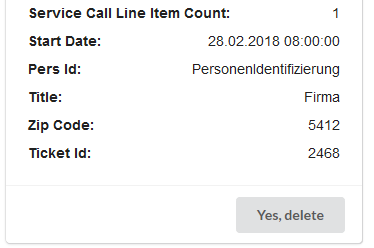 Service Call Line Item Count: 1
Start Date: 28.02.2018 08:00:00
Pers Id: PersonenIdentifizierung
Title: Firma
Zip Code: 5412
Ticket Id: 2468
Yes, delete